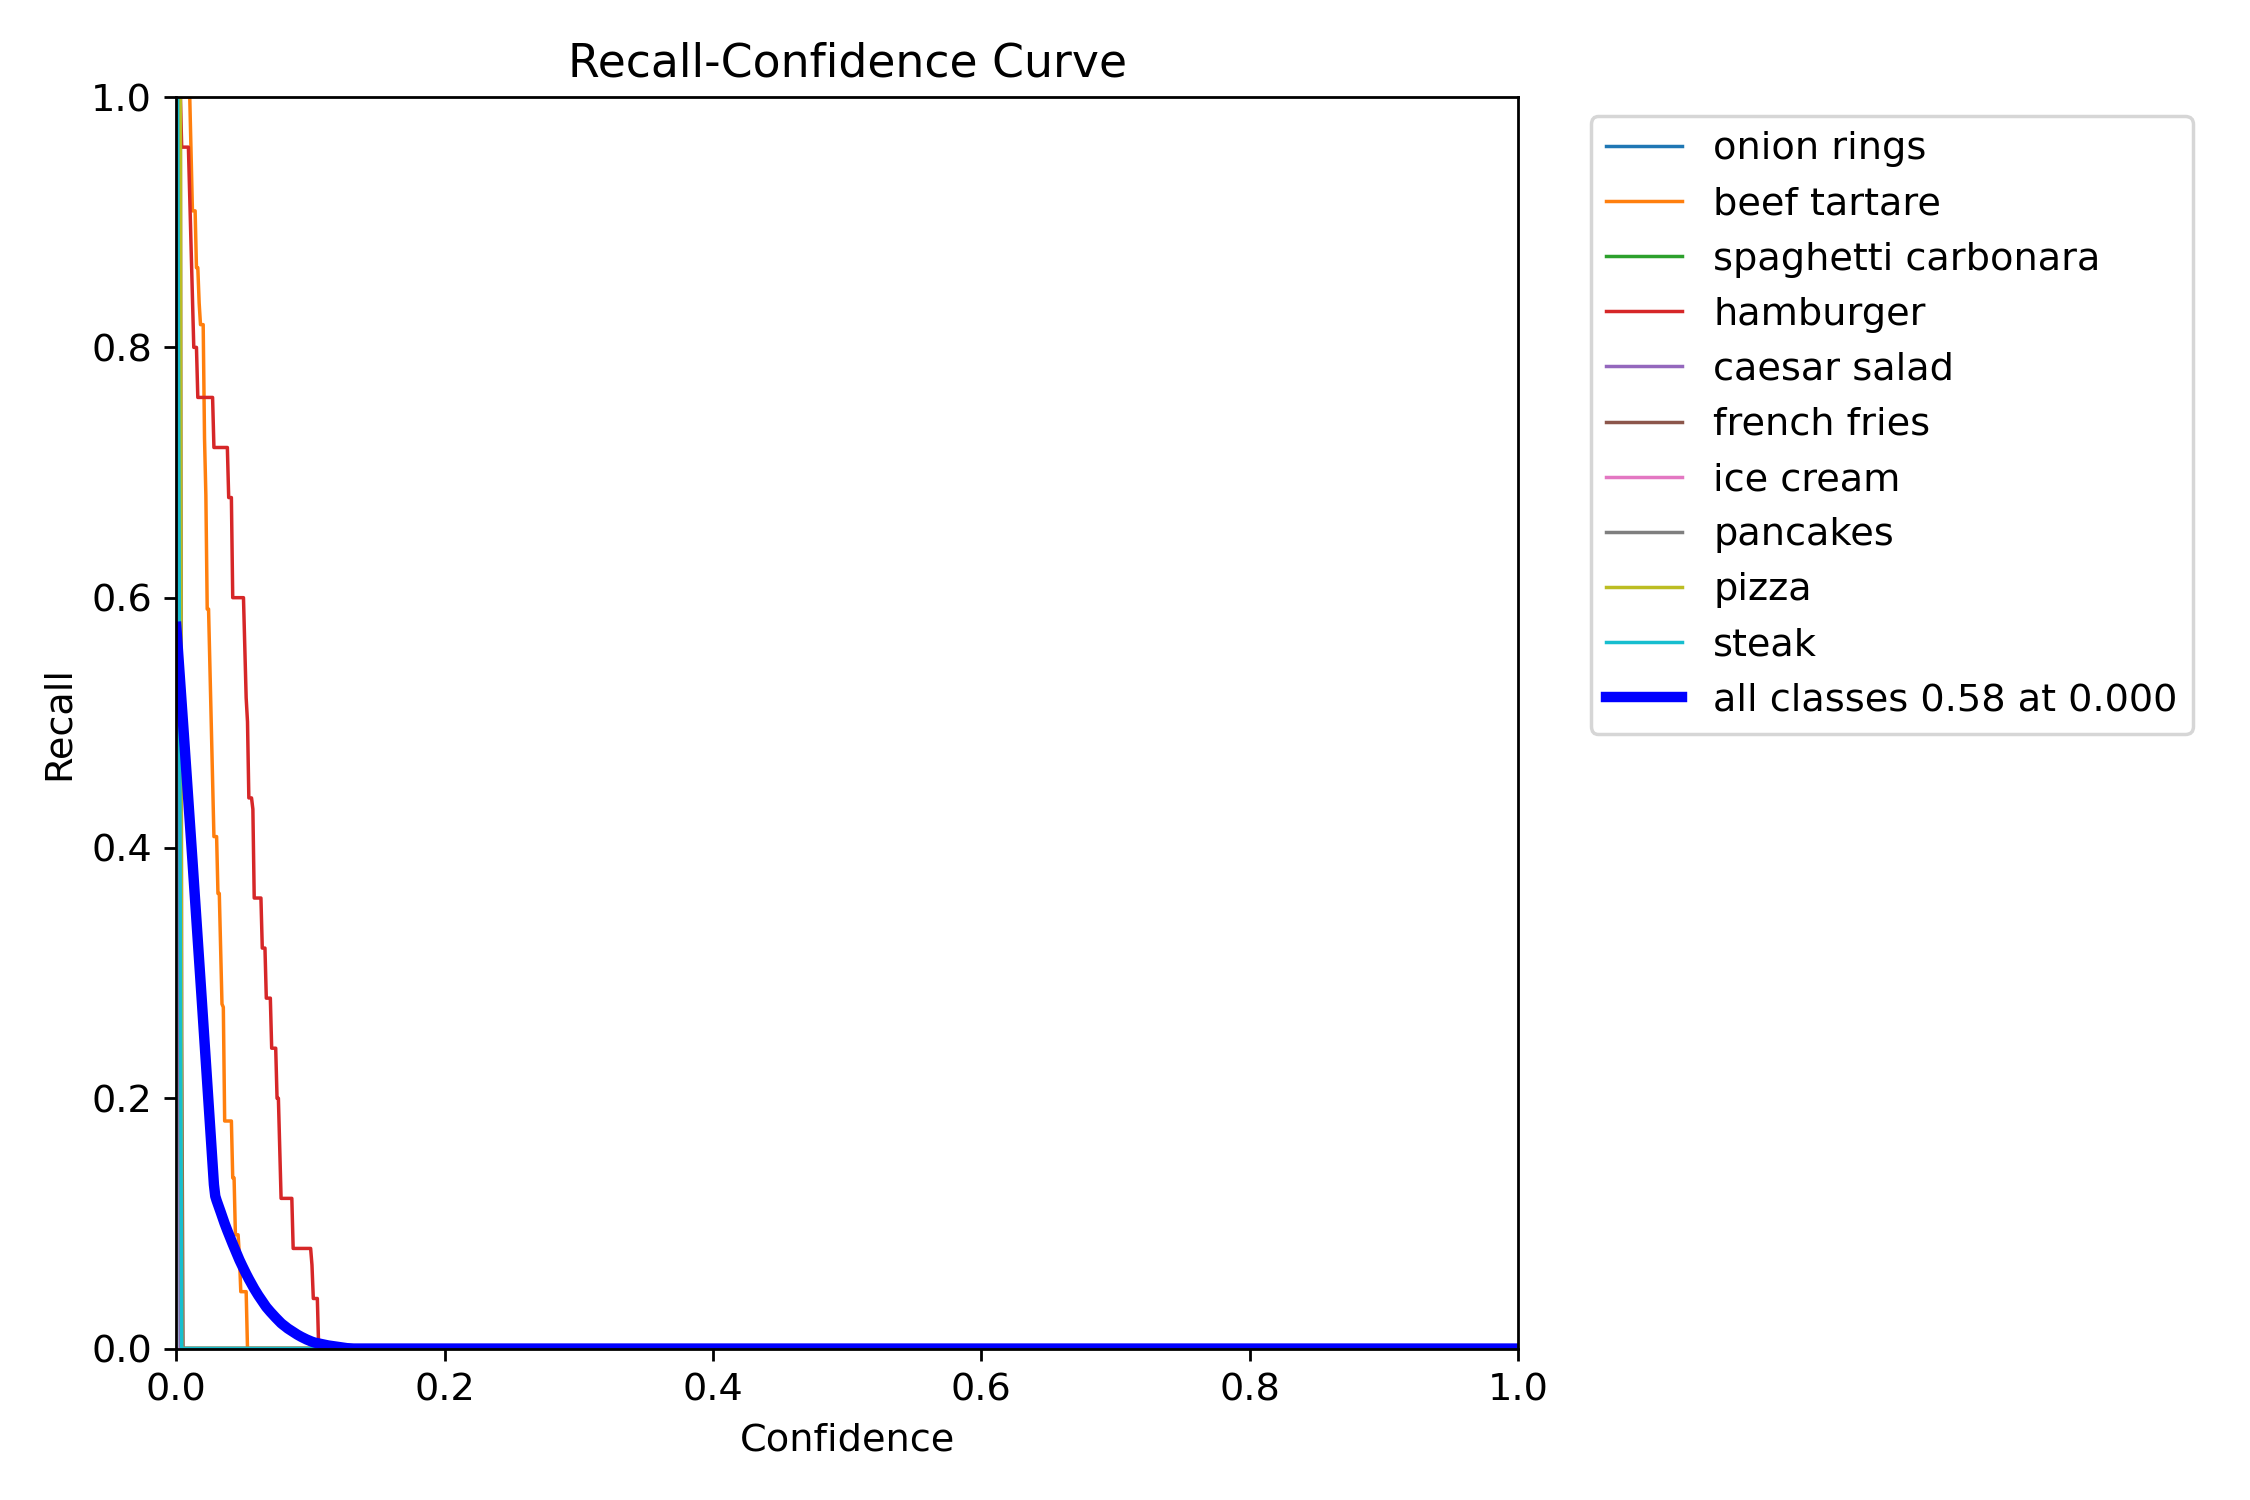 Recall-Confidence Curve
1.0
0.8
0.6
0.4
0.2
0.0
Recall
0.0 0.2 0.4 0.6 0.8 1.0
Confidence
onion rings
beef tartare
spaghetti carbonara
hamburger
caesar salad
french fries
ice cream
pancakes
pizza
steak
all classes 0.58 at 0.000